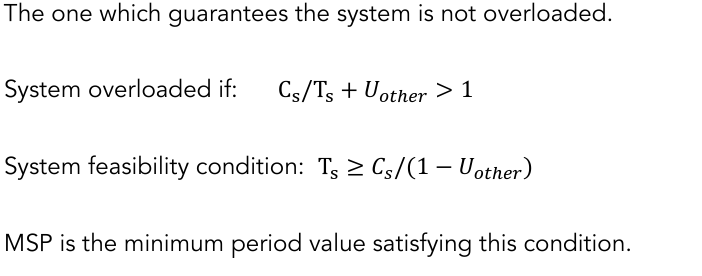 The one which guarantees the system is not overloaded.
System overloaded if: Cs/Ts + Uother > 1
System feasibility condition: Ts ≥ Cs/(1 − Uother)
MSP is the minimum period value satisfying this condition.